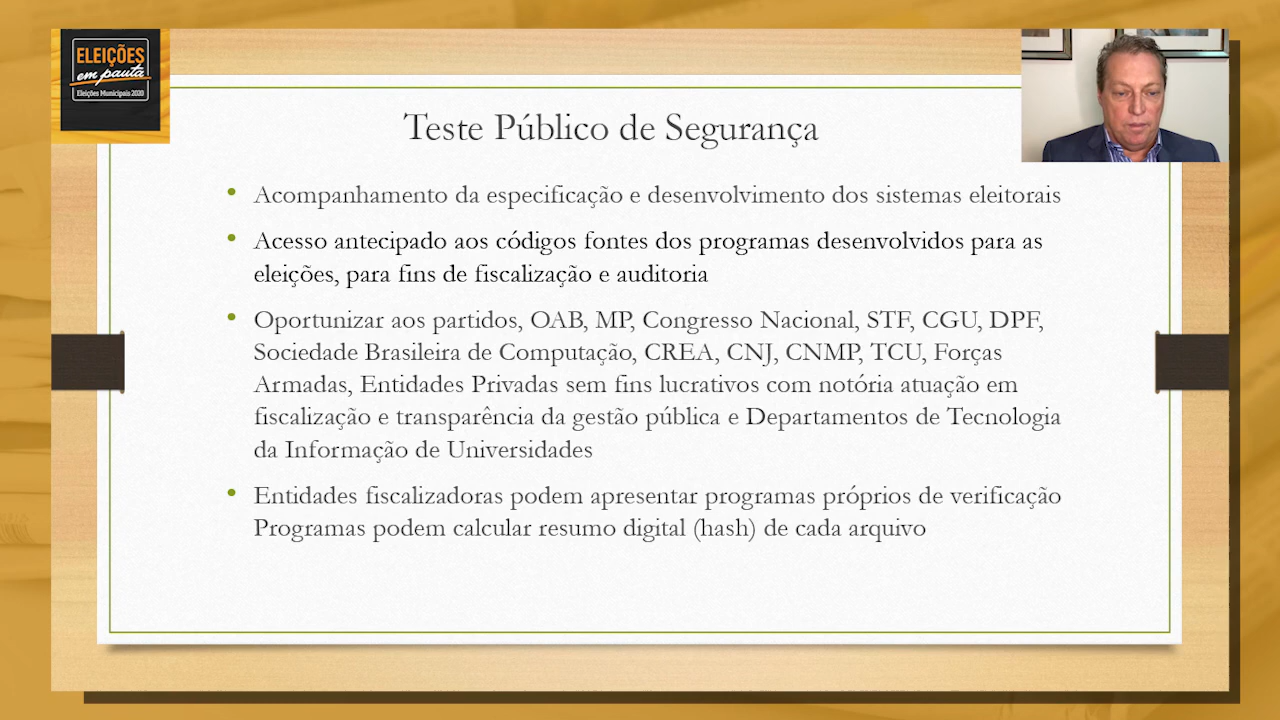 ELEIÇÕES
em pauta
Eleições Municipais 2020
Teste Público de Segurança
• Acompanhamento da especificação e desenvolvimento dos sistemas eleitorais
• Acesso antecipado aos códigos fontes dos programas desenvolvidos para as
eleições, para fins de fiscalização e auditoria
• Oportunizar aos partidos, OAB, MP, Congresso Nacional, STF, CGU, DPF,
Sociedade Brasileira de Computação, CREA, CNJ, CNMP, TCU, Forças
Armadas, Entidades Privadas sem fins lucrativos com notória atuação em
fiscalização e transparência da gestão pública e Departamentos de Tecnologia
da Informação de Universidades
• Entidades fiscalizadoras podem apresentar programas próprios de verificação
Programas podem calcular resumo digital (hash) de cada arquivo